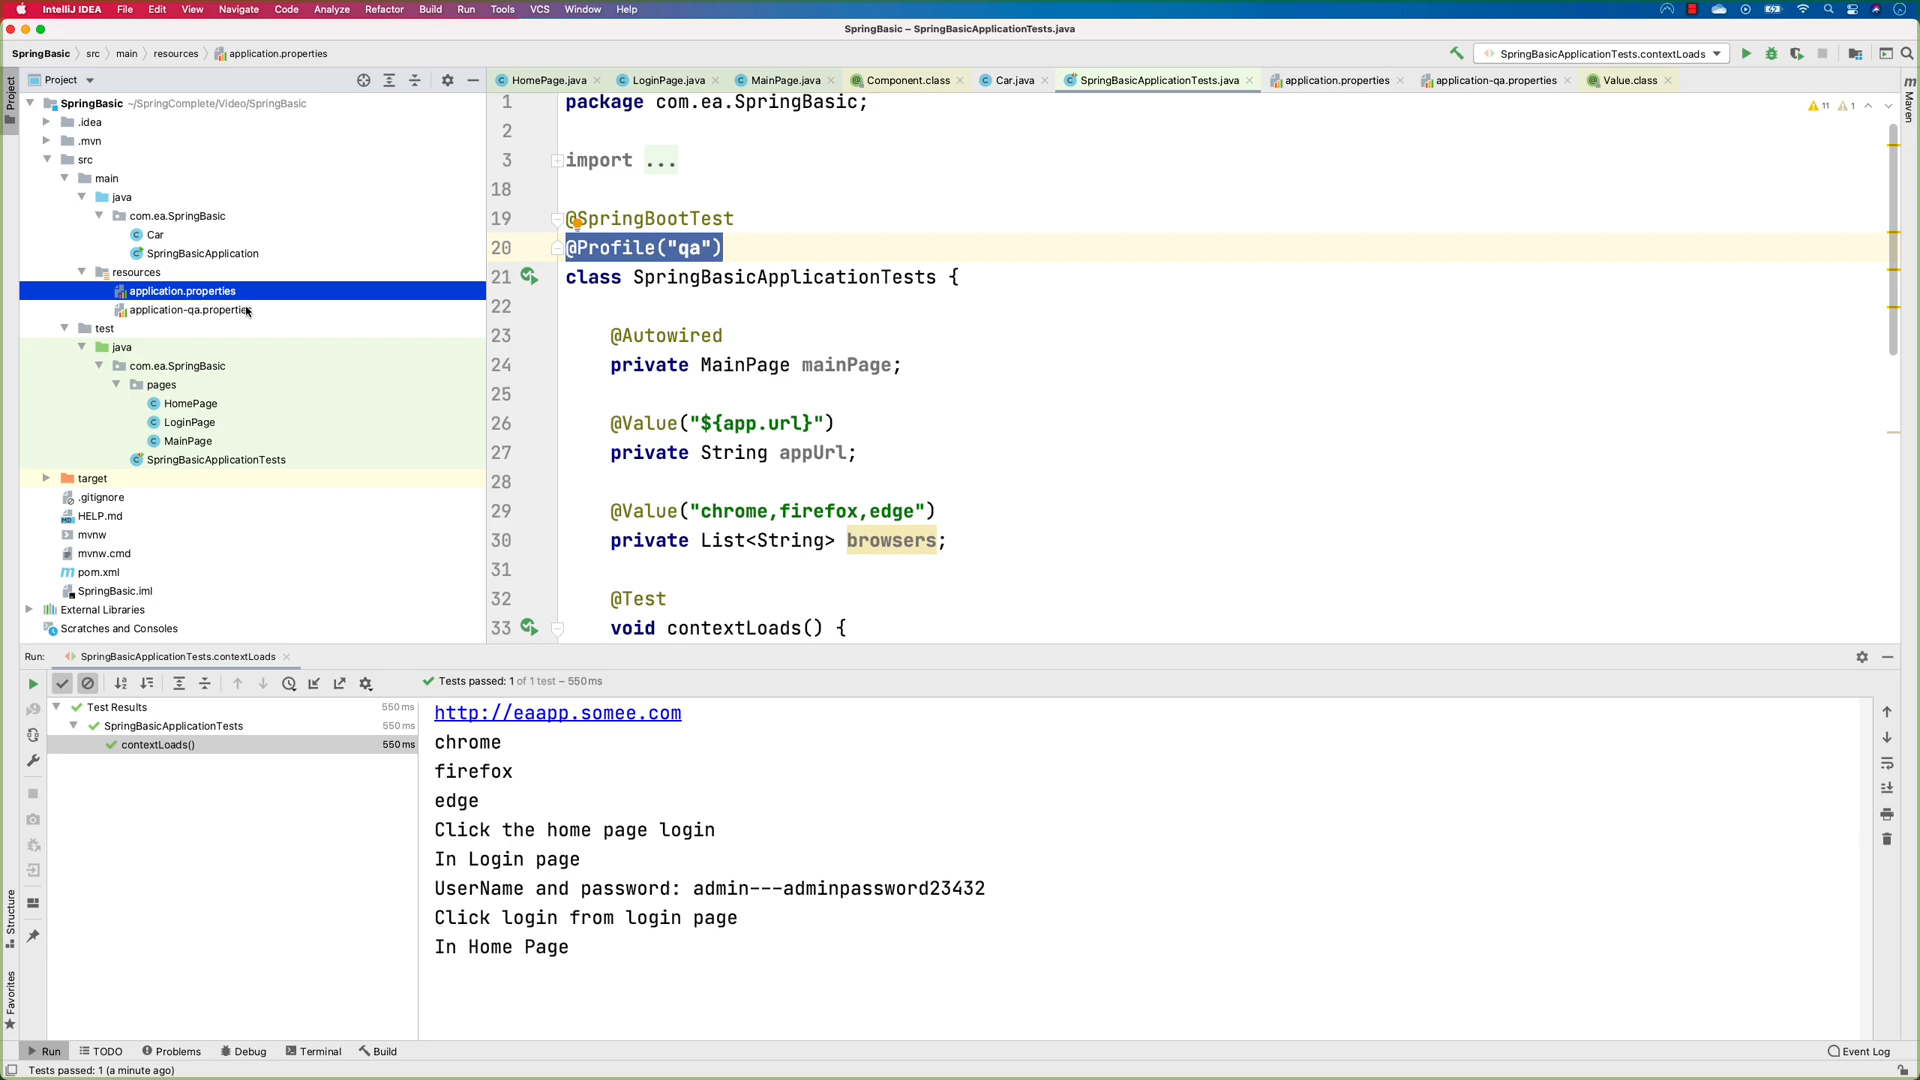 IntelliJ IDEA File Edit View Navigate Code Analyze Refactor Build Run Tools VCS Window Help
SpringBasic – SpringBasicApplicationTests.java
SpringBasic src main resources application.properties
SpringBasicApplicationTests.contextLoads
Project
HomePage.java LoginPage.java MainPage.java Component.class Car.java SpringBasicApplicationTests.java application.properties application-qa.properties Value.class
Project
Maven
SpringBasic ~/SpringComplete/Video/SpringBasic
.idea
.mvn
src
main
java
com.ea.SpringBasic
Car
SpringBasicApplication
resources
application.properties
application-qa.properties
test
java
com.ea.SpringBasic
pages
HomePage
LoginPage
MainPage
SpringBasicApplicationTests
target
.gitignore
HELP.md
mvnw
mvnw.cmd
pom.xml
SpringBasic.iml
External Libraries
Scratches and Consoles
11 1
1 package com.ea.SpringBasic;
2
3 import ...
18
19 @SpringBootTest
20 @Profile("qa")
21 class SpringBasicApplicationTests {
22
23 @Autowired
24 private MainPage mainPage;
25
26 @Value("${app.url}")
27 private String appUrl;
28
29 @Value("chrome,firefox,edge")
30 private List<String> browsers;
31
32 @Test
33 void contextLoads() {
Run: SpringBasicApplicationTests.contextLoads
Tests passed: 1 of 1 test – 550 ms
Test Results 550 ms
SpringBasicApplicationTests 550 ms
contextLoads() 550 ms
http://eaapp.somee.com
chrome
firefox
edge
Click the home page login
In Login page
UserName and password: admin---adminpassword23432
Click login from login page
In Home Page
Structure
Favorites
Run TODO Problems Debug Terminal Build Event Log
Tests passed: 1 (a minute ago)